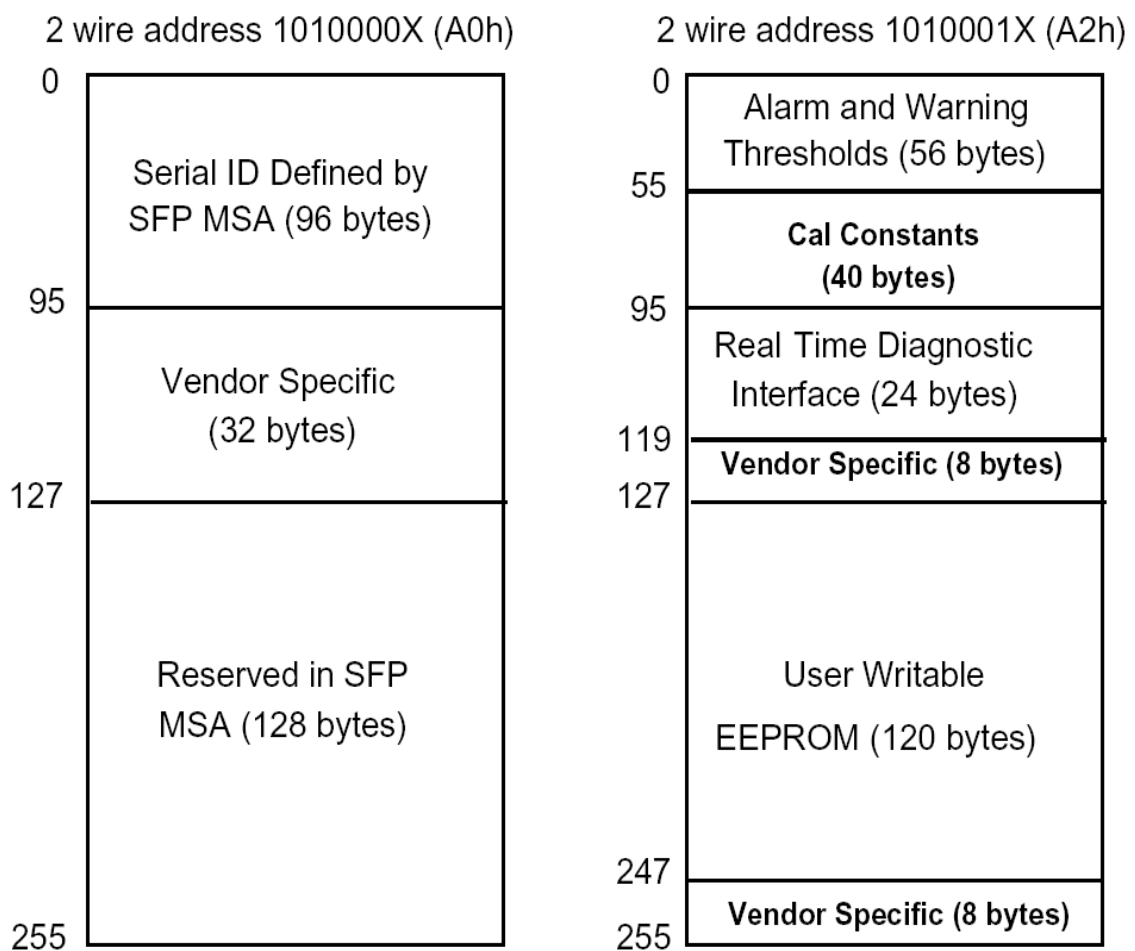 2 wire address 1010000X (A0h)
0
Serial ID Defined by
SFP MSA (96 bytes)
95
Vendor Specific
(32 bytes)
127
Reserved in SFP
MSA (128 bytes)
255
2 wire address 1010001X (A2h)
0
Alarm and Warning
Thresholds (56 bytes)
55
Cal Constants
(40 bytes)
95
Real Time Diagnostic
Interface (24 bytes)
119
Vendor Specific (8 bytes)
127
User Writable
EEPROM (120 bytes)
247
Vendor Specific (8 bytes)
255